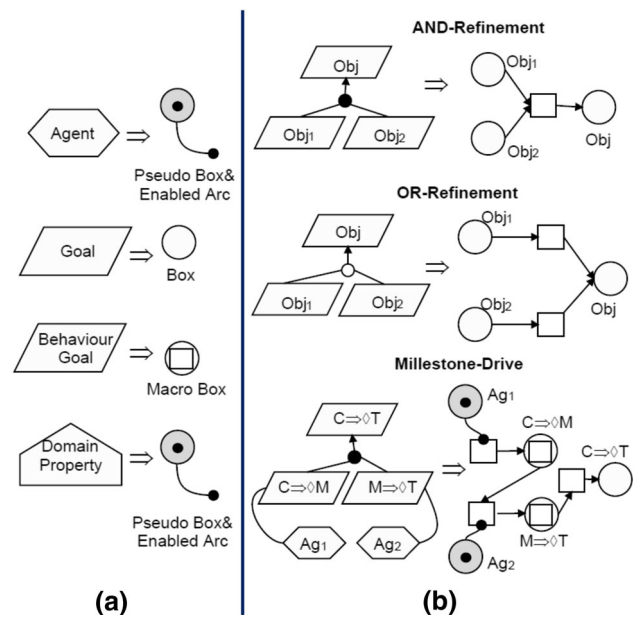 Agent
⇒
Pseudo Box&
Enabled Arc
Goal
⇒
Box
Behaviour
Goal
⇒
Macro Box
Domain
Property
⇒
Pseudo Box&
Enabled Arc
(a)
AND-Refinement
Obj
Obj1
Obj2
⇒
Obj1
Obj2
Obj
OR-Refinement
Obj
Obj1
Obj2
⇒
Obj1
Obj2
Obj
Millestone-Drive
C⇒◊T
C⇒◊M
M⇒◊T
Ag1
Ag2
⇒
Ag1
C⇒◊M
C⇒◊T
M⇒◊T
Ag2
(b)